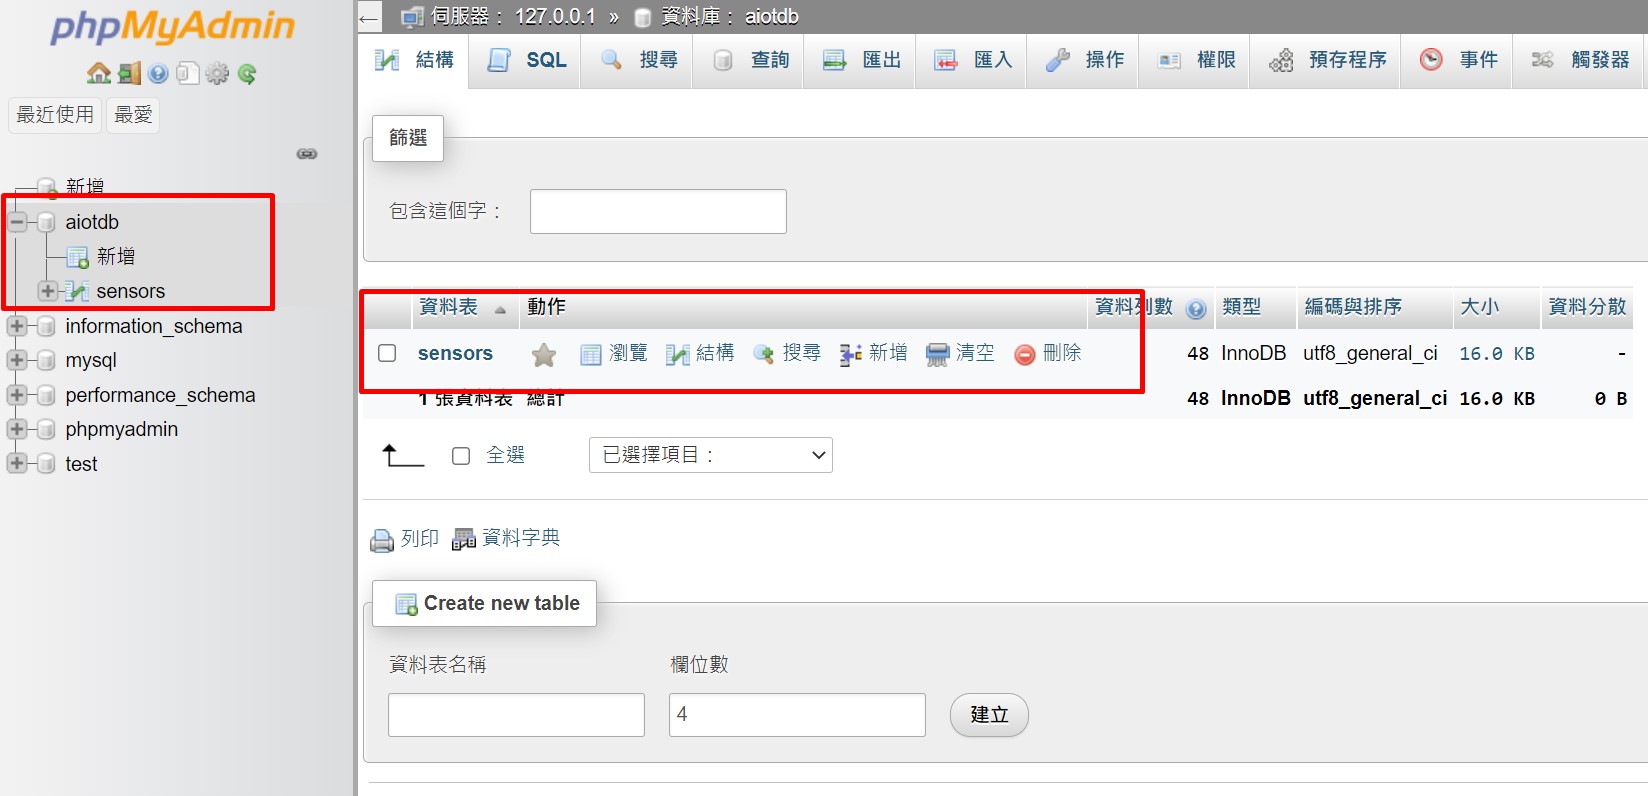 phpMyAdmin
最近使用 最愛
新增
aiotdb
新增
sensors
information_schema
mysql
performance_schema
phpmyadmin
test
← 伺服器： 127.0.0.1 » 資料庫： aiotdb
結構 SQL 搜尋 查詢 匯出 匯入 操作 權限 預存程序 事件 觸發器
篩選
包含這個字：
資料表 動作 資料列數 類型 編碼與排序 大小 資料分散
sensors 瀏覽 結構 搜尋 新增 清空 刪除 48 InnoDB utf8_general_ci 16.0 KB -
1 張資料表 總計 48 InnoDB utf8_general_ci 16.0 KB 0 B
全選 已選擇項目：
列印 資料字典
Create new table
資料表名稱 欄位數
4 建立